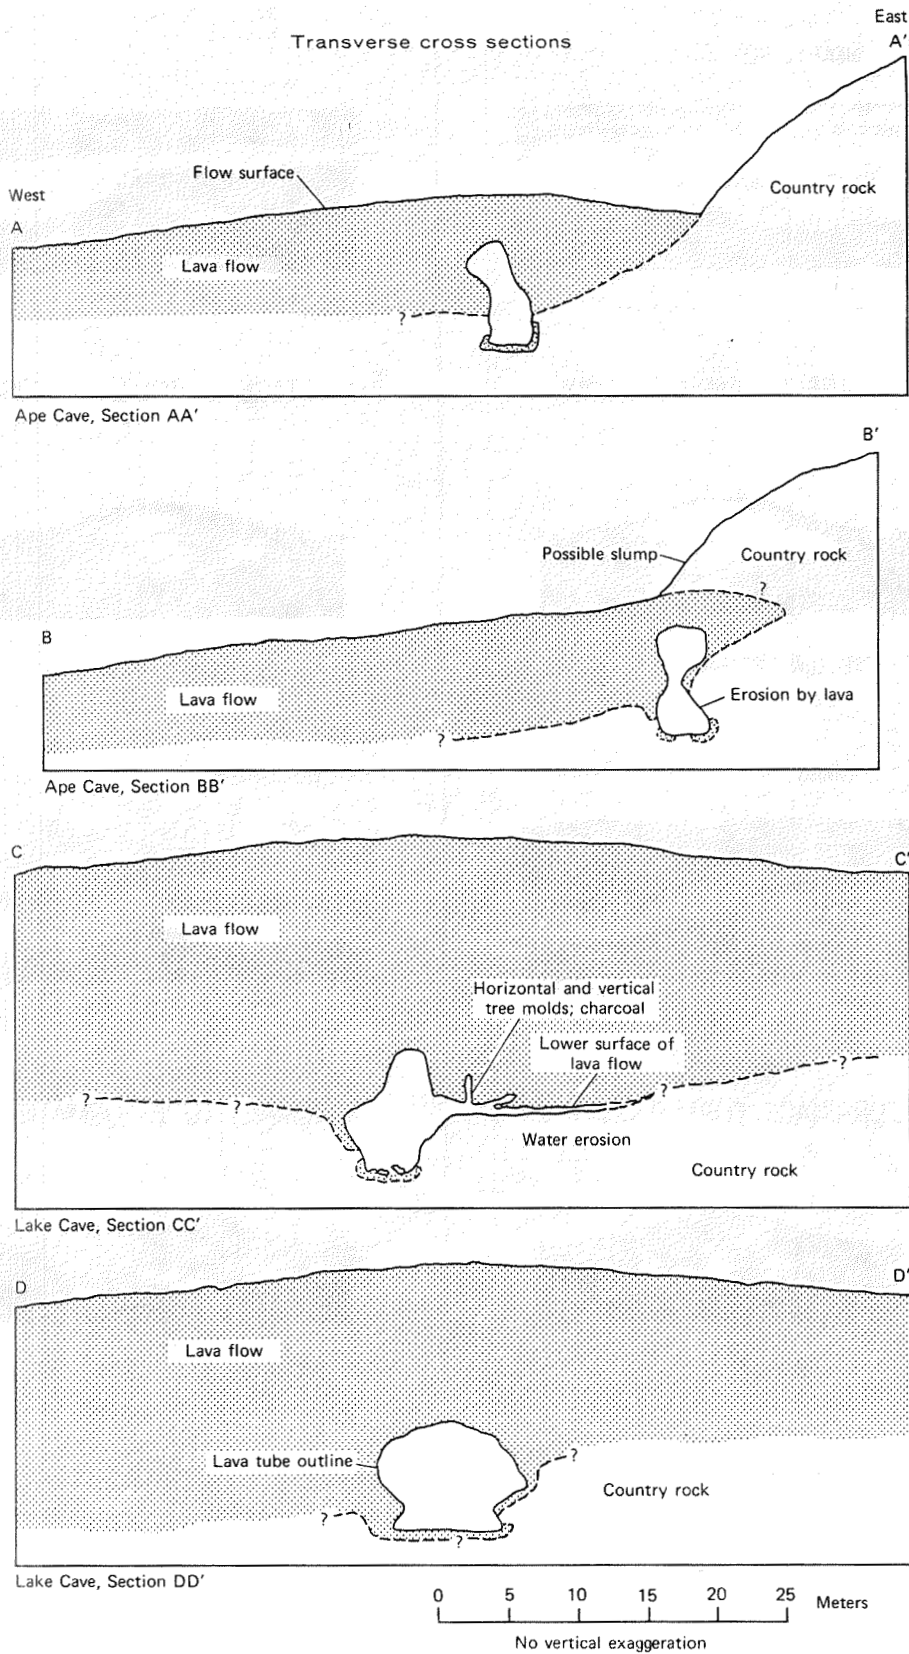 Transverse cross sections
East
A′
Flow surface
Country rock
West
A
Lava flow
?
Ape Cave, Section AA′
B′
Possible slump
Country rock
?
B
Lava flow
Erosion by lava
?
Ape Cave, Section BB′
C
C′
Lava flow
Horizontal and vertical
tree molds; charcoal
Lower surface of
lava flow
?
?
?
?
Water erosion
Country rock
Lake Cave, Section CC′
D
D′
Lava flow
?
Lava tube outline
Country rock
?
?
Lake Cave, Section DD′
0 5 10 15 20 25 Meters
No vertical exaggeration